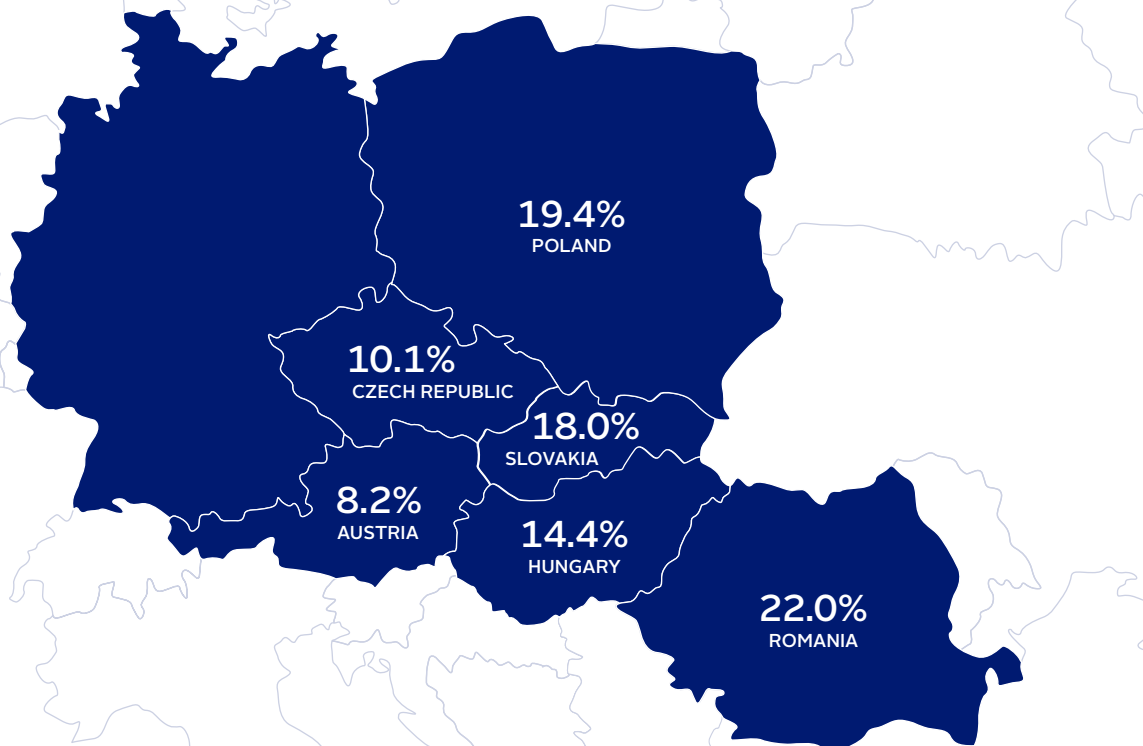 19.4%
POLAND
10.1%
CZECH REPUBLIC
18.0%
SLOVAKIA
8.2%
AUSTRIA
14.4%
HUNGARY
22.0%
ROMANIA